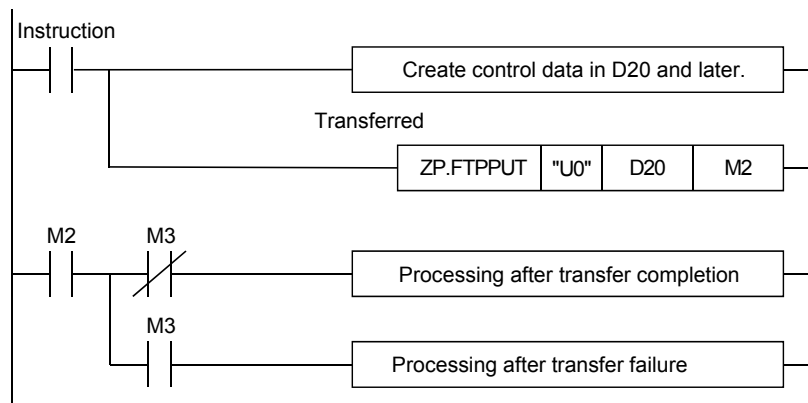 Instruction
Create control data in D20 and later.
Transferred
ZP.FTPPUT "U0" D20 M2
M2 M3
Processing after transfer completion
M3
Processing after transfer failure